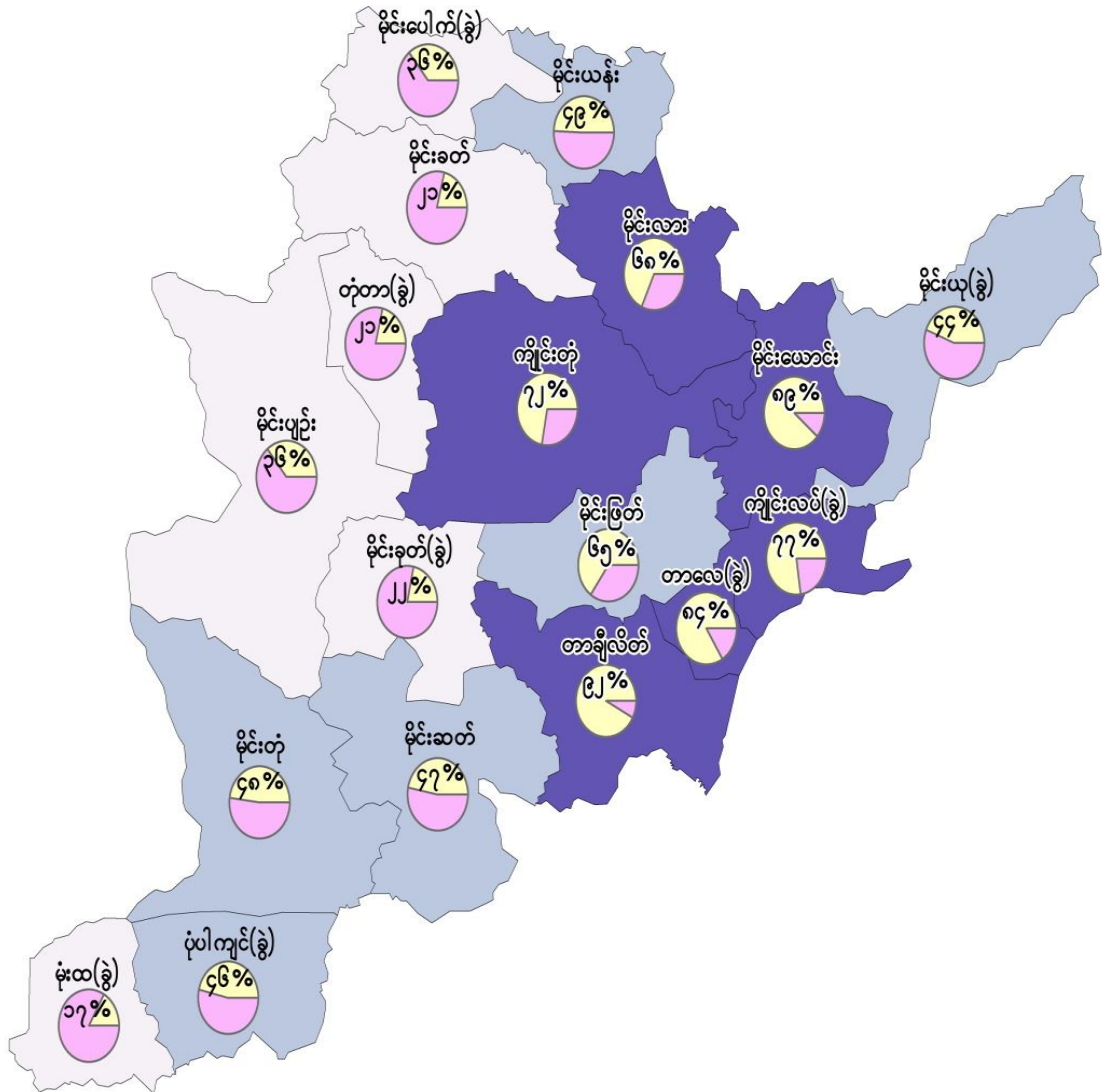 မိုင်းပေါက်(ခွဲ)
၃၆%
မိုင်းယန်း
၄၉%
မိုင်းခတ်
၂၁%
မိုင်းလား
၆၈%
တုံတာ(ခွဲ)
၂၁%
မိုင်းယု(ခွဲ)
၄၄%
ကျိုင်းတုံ
၇၂%
မိုင်းယောင်း
၈၉%
မိုင်းပျဉ်း
၃၆%
မိုင်းဖြတ်
၆၅%
ကျိုင်းလပ်(ခွဲ)
၇၇%
မိုင်းခုတ်(ခွဲ)
၂၂%
တာလေ(ခွဲ)
၈၄%
တာချီလိတ်
၉၂%
မိုင်းတုံ
၄၈%
မိုင်းဆတ်
၄၇%
ပုံပါကျင်(ခွဲ)
၄၆%
မုံးထ(ခွဲ)
၁၇%